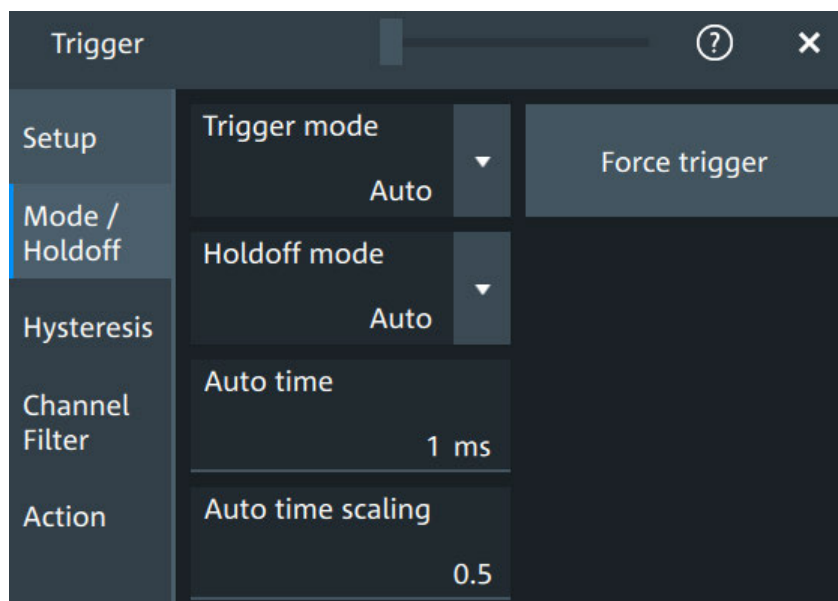 Trigger
?
×
Setup
Mode /
Holdoff
Hysteresis
Channel
Filter
Action
Trigger mode
Auto
Holdoff mode
Auto
Auto time
1 ms
Auto time scaling
0.5
Force trigger